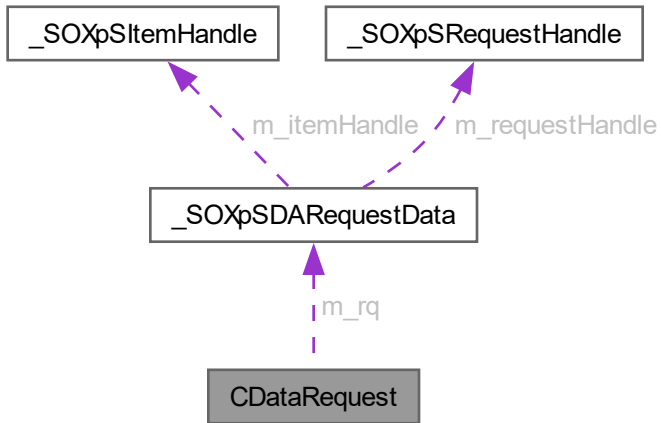 _SOXpSItemHandle
_SOXpSRequestHandle
m_itemHandle
m_requestHandle
_SOXpSDARequestData
m_rq
CDataRequest